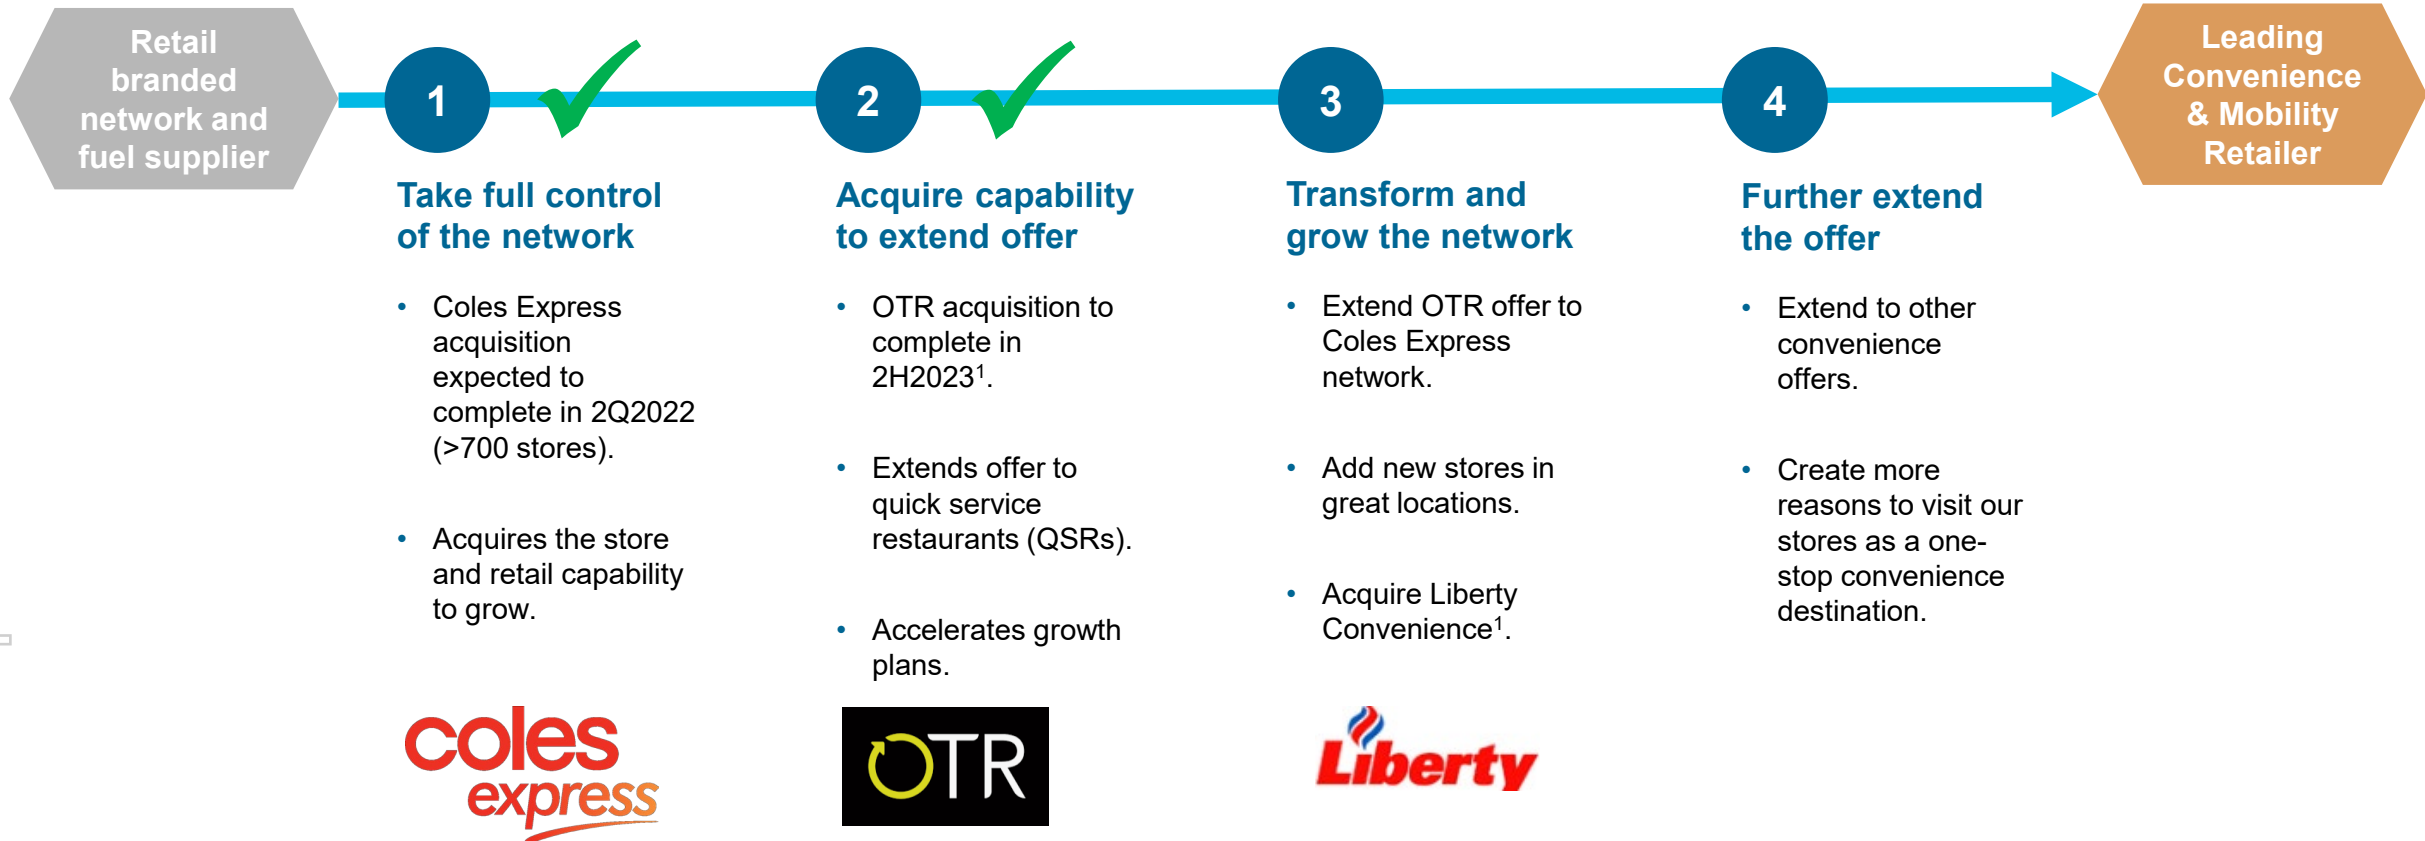 Retail
branded
network and
fuel supplier
1
2
3
4
Leading
Convenience
& Mobility
Retailer
Take full control
of the network
• Coles Express
acquisition
expected to
complete in 2Q2022
(>700 stores).
• Acquires the store
and retail capability
to grow.
coles
express
Acquire capability
to extend offer
• OTR acquisition to
complete in
2H2023¹.
• Extends offer to
quick service
restaurants (QSRs).
• Accelerates growth
plans.
OTR
Transform and
grow the network
• Extend OTR offer to
Coles Express
network.
• Add new stores in
great locations.
• Acquire Liberty
Convenience¹.
Liberty
Further extend
the offer
• Extend to other
convenience
offers.
• Create more
reasons to visit our
stores as a one-
stop convenience
destination.